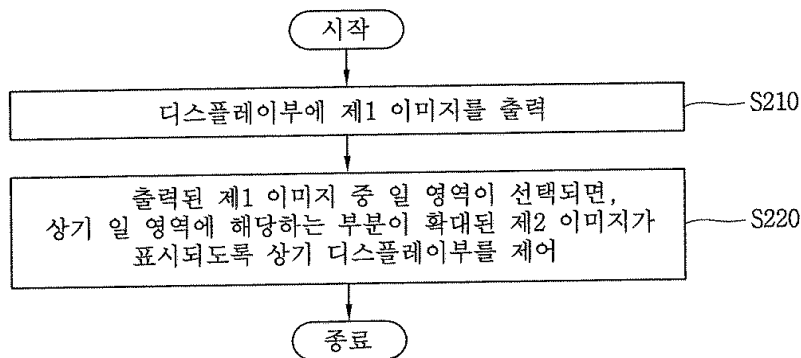 시작
디스플레이부에 제1 이미지를 출력
S210
출력된 제1 이미지 중 일 영역이 선택되면,
상기 일 영역에 해당하는 부분이 확대된 제2 이미지가
표시되도록 상기 디스플레이부를 제어
S220
종료